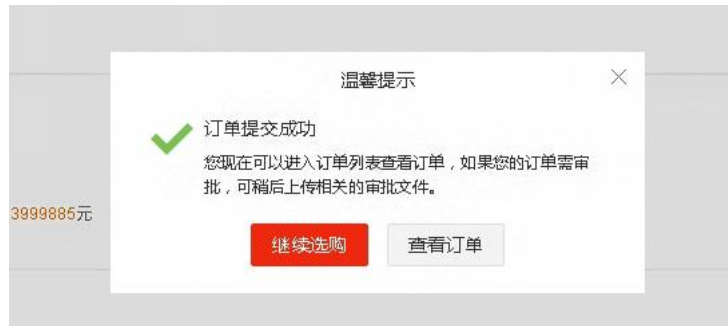 温馨提示
订单提交成功
您现在可以进入订单列表查看订单，如果您的订单需审
批，可稍后上传相关的审批文件。
3999885元
继续选购 查看订单